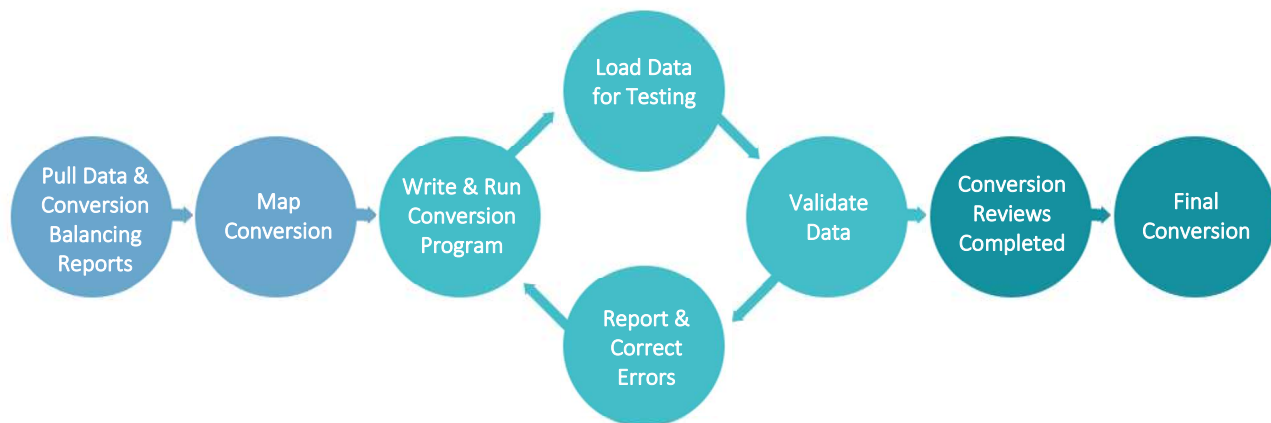 Pull Data &
Conversion
Balancing
Reports
Map
Conversion
Write & Run
Conversion
Program
Load Data
for Testing
Validate
Data
Report &
Correct
Errors
Conversion
Reviews
Completed
Final
Conversion